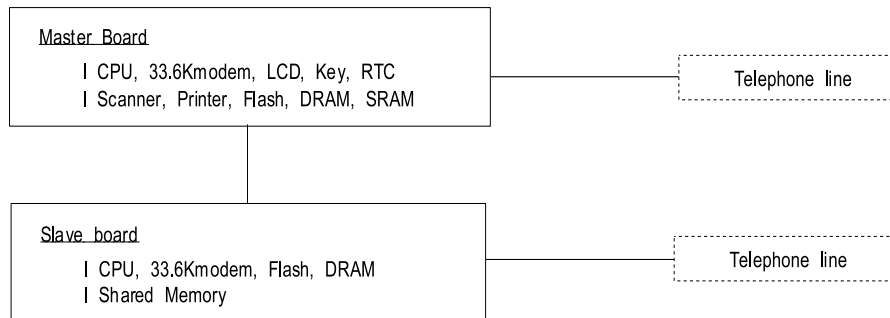 Master Board
l CPU, 33.6Kmodem, LCD, Key, RTC
l Scanner, Printer, Flash, DRAM, SRAM
Telephone line
Slave board
l CPU, 33.6Kmodem, Flash, DRAM
l Shared Memory
Telephone line